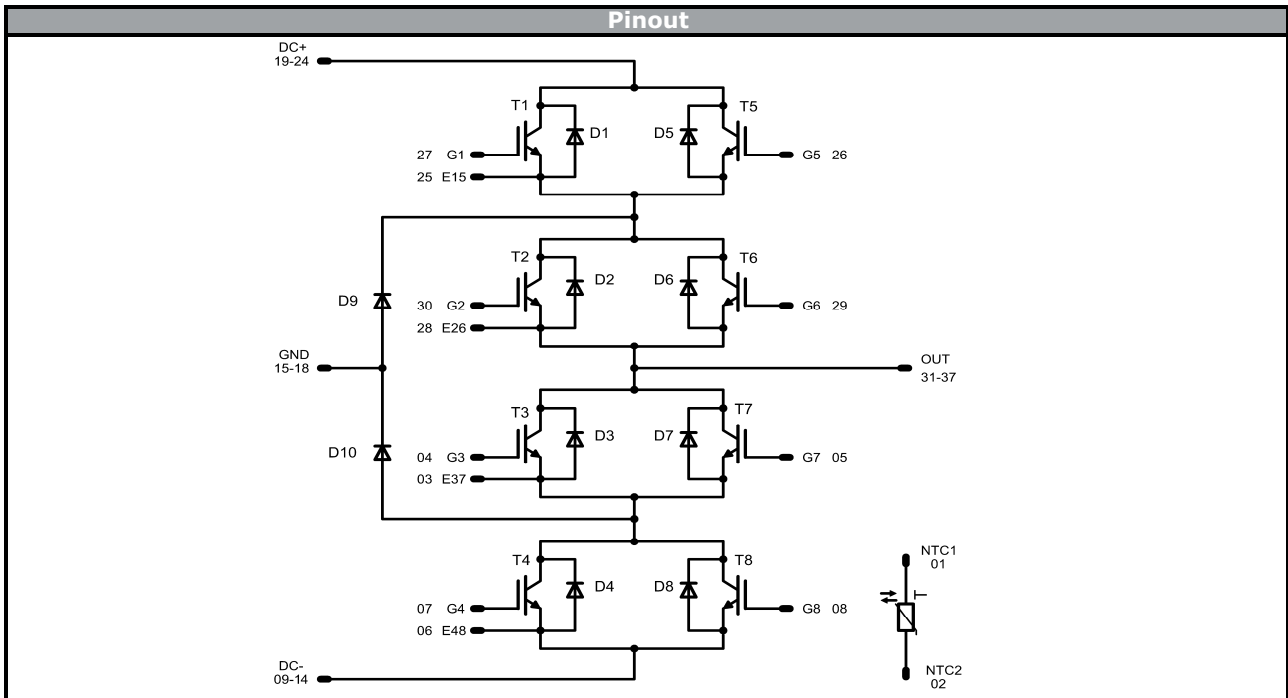 Pinout
DC+
19-24
T1
D1
D5
T5
27 G1
G5 26
25 E15
T2
D2
D6
T6
D9
30 G2
G6 29
28 E26
GND
15-18
OUT
31-37
T3
D3
D7
T7
D10
04 G3
G7 05
03 E37
T4
D4
D8
T8
NTC1
01
T
07 G4
G8 08
06 E48
DC-
09-14
NTC2
02